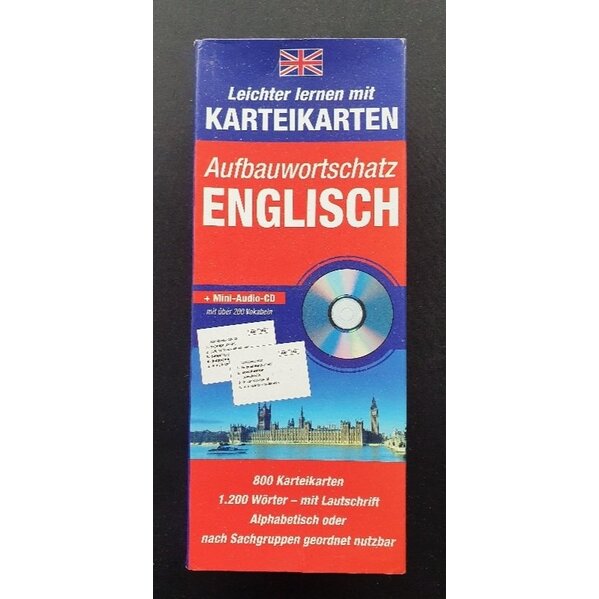 Leichter lernen mit
KARTEIKARTEN
Aufbauwortschatz
ENGLISCH
+ Mini-Audio-CD
mit über 200 Vokabeln
800 Karteikarten
1.200 Wörter – mit Lautschrift
Alphabetisch oder
nach Sachgruppen geordnet nutzbar